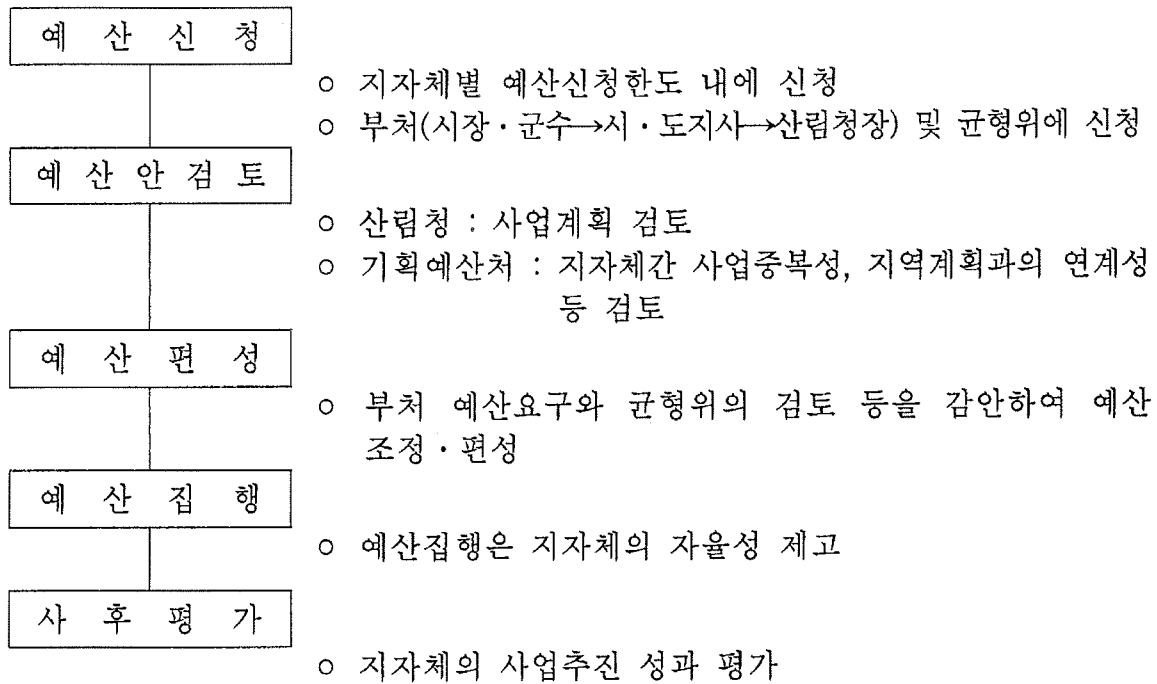 예 산 신 청
○ 지자체별 예산신청한도 내에 신청
○ 부처(시장·군수→시·도지사→산림청장) 및 균형위에 신청
예 산 안 검 토
○ 산림청 : 사업계획 검토
○ 기획예산처 : 지자체간 사업중복성, 지역계획과의 연계성
등 검토
예 산 편 성
○ 부처 예산요구와 균형위의 검토 등을 감안하여 예산
조정·편성
예 산 집 행
○ 예산집행은 지자체의 자율성 제고
사 후 평 가
○ 지자체의 사업추진 성과 평가